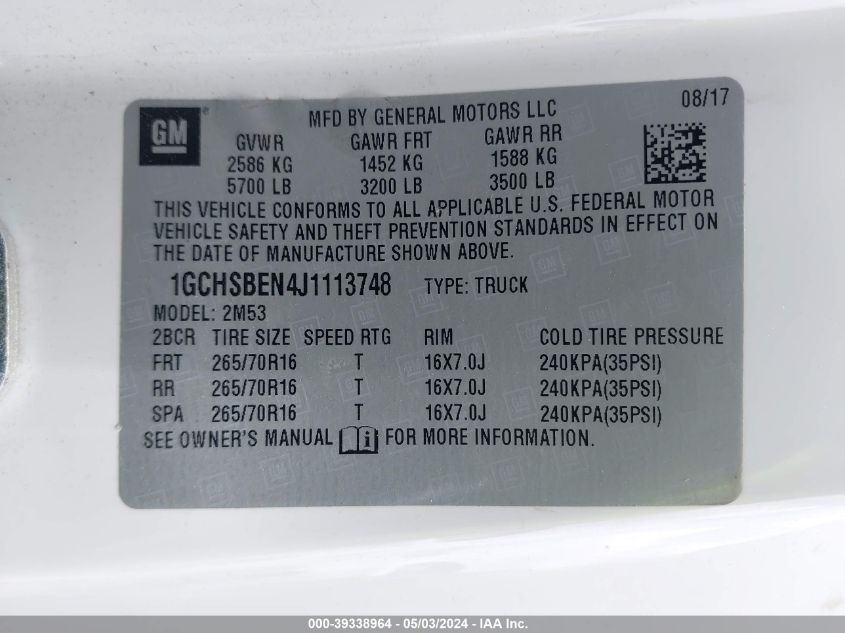 GM
MFD BY GENERAL MOTORS LLC
08/17
GVWR GAWR FRT GAWR RR
2586 KG 1452 KG 1588 KG
5700 LB 3200 LB 3500 LB
THIS VEHICLE CONFORMS TO ALL APPLICABLE U.S. FEDERAL MOTOR
VEHICLE SAFETY AND THEFT PREVENTION STANDARDS IN EFFECT ON
THE DATE OF MANUFACTURE SHOWN ABOVE.
1GCHSBEN4J1113748 TYPE: TRUCK
MODEL: 2M53
2BCR TIRE SIZE SPEED RTG RIM COLD TIRE PRESSURE
FRT 265/70R16 T 16X7.0J 240KPA(35PSI)
RR 265/70R16 T 16X7.0J 240KPA(35PSI)
SPA 265/70R16 T 16X7.0J 240KPA(35PSI)
SEE OWNER'S MANUAL i FOR MORE INFORMATION.
000-39338964 - 05/03/2024 - IAA Inc.